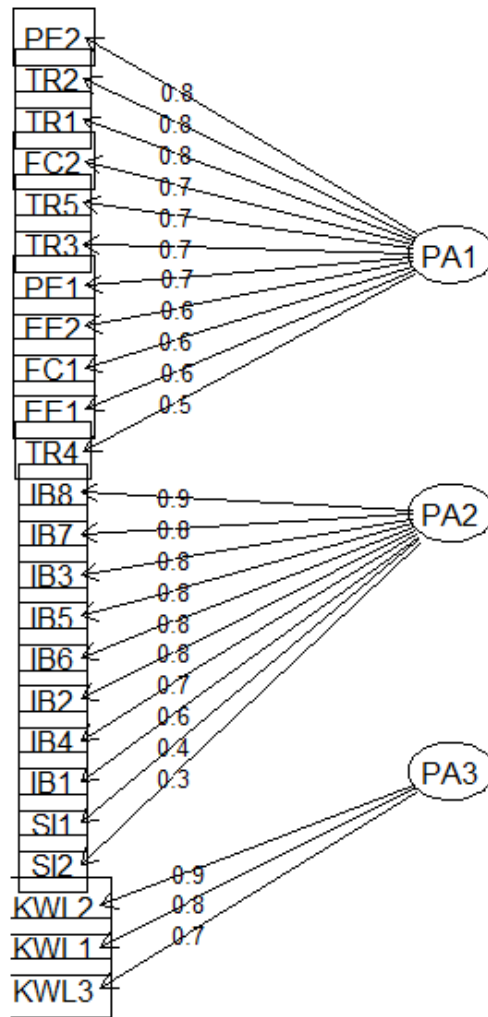 PE2
TR2
TR1
FC2
TR5
TR3
PE1
EE2
FC1
EE1
TR4
IB8
IB7
IB3
IB5
IB6
IB2
IB4
IB1
SI1
SI2
KWL2
KWL1
KWL3
0.8
0.8
0.8
0.7
0.7
0.7
0.7
0.6
0.6
0.6
0.5
0.9
0.8
0.8
0.8
0.8
0.8
0.7
0.6
0.4
0.3
0.9
0.8
0.7
PA1
PA2
PA3